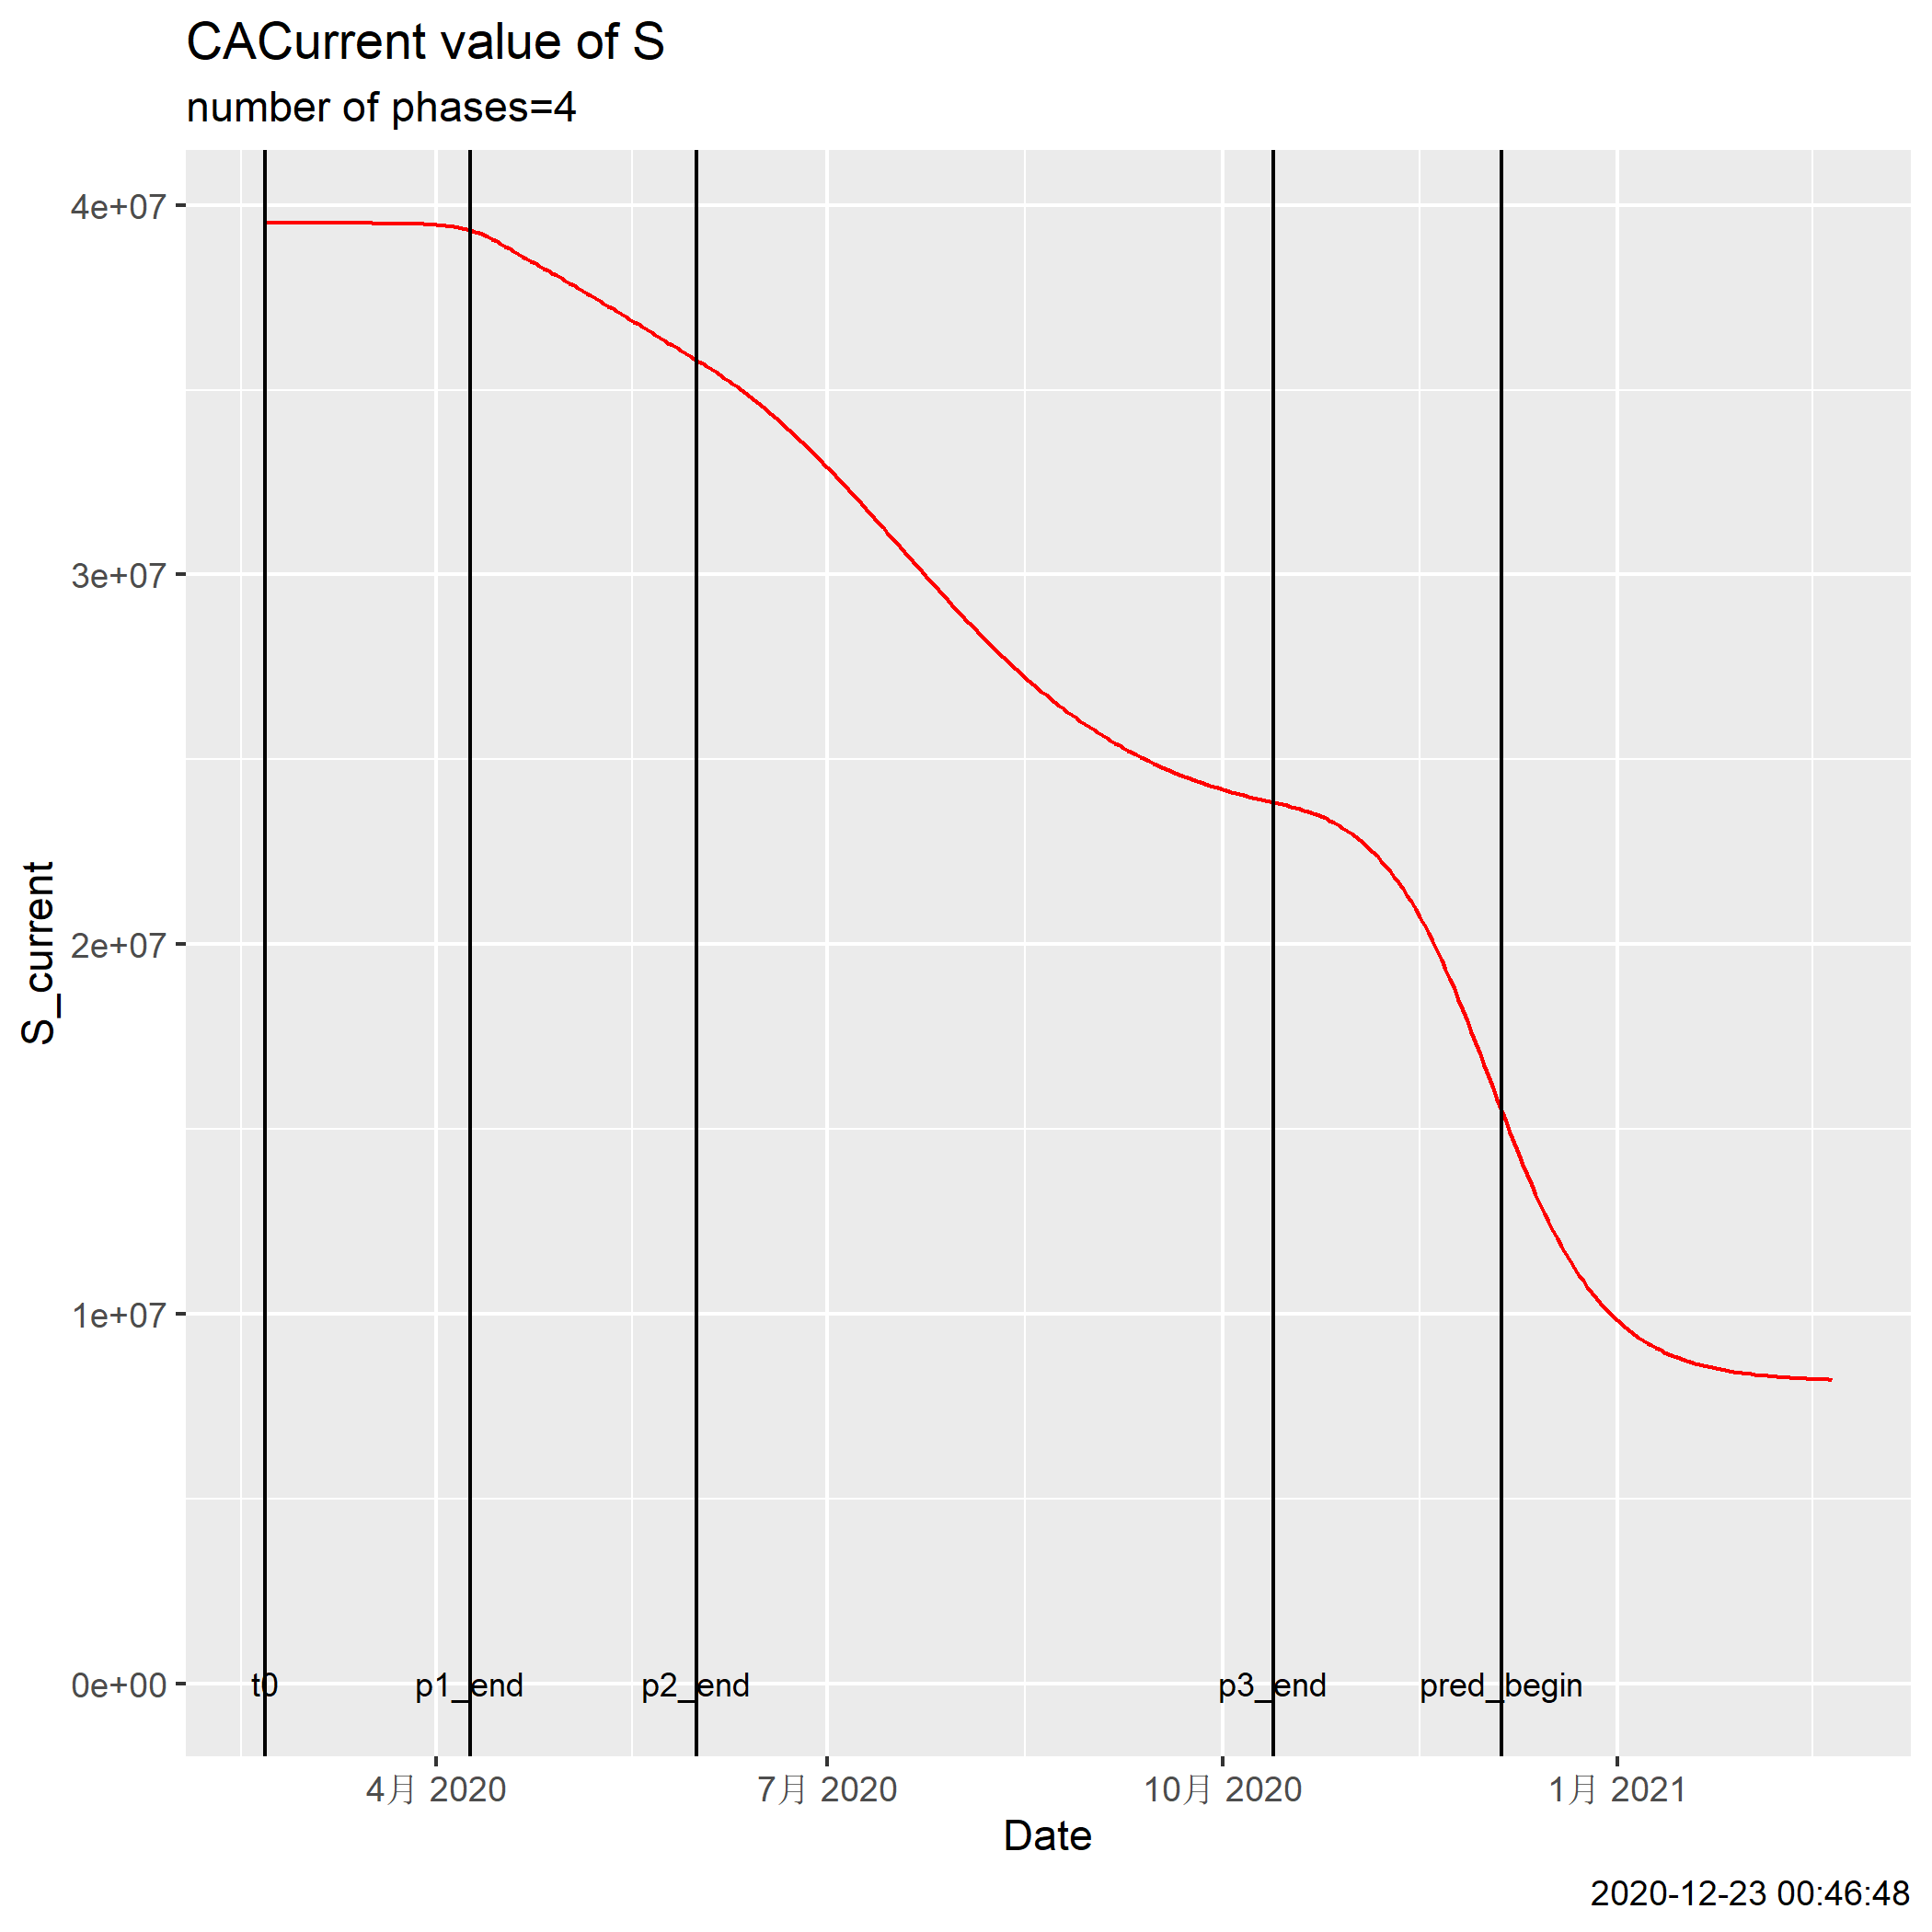 CACurrent value of S
number of phases=4
S_current
4e+07
3e+07
2e+07
1e+07
0e+00
t0 p1_end p2_end p3_end pred_begin
4月 2020 7月 2020 10月 2020 1月 2021
Date
2020-12-23 00:46:48